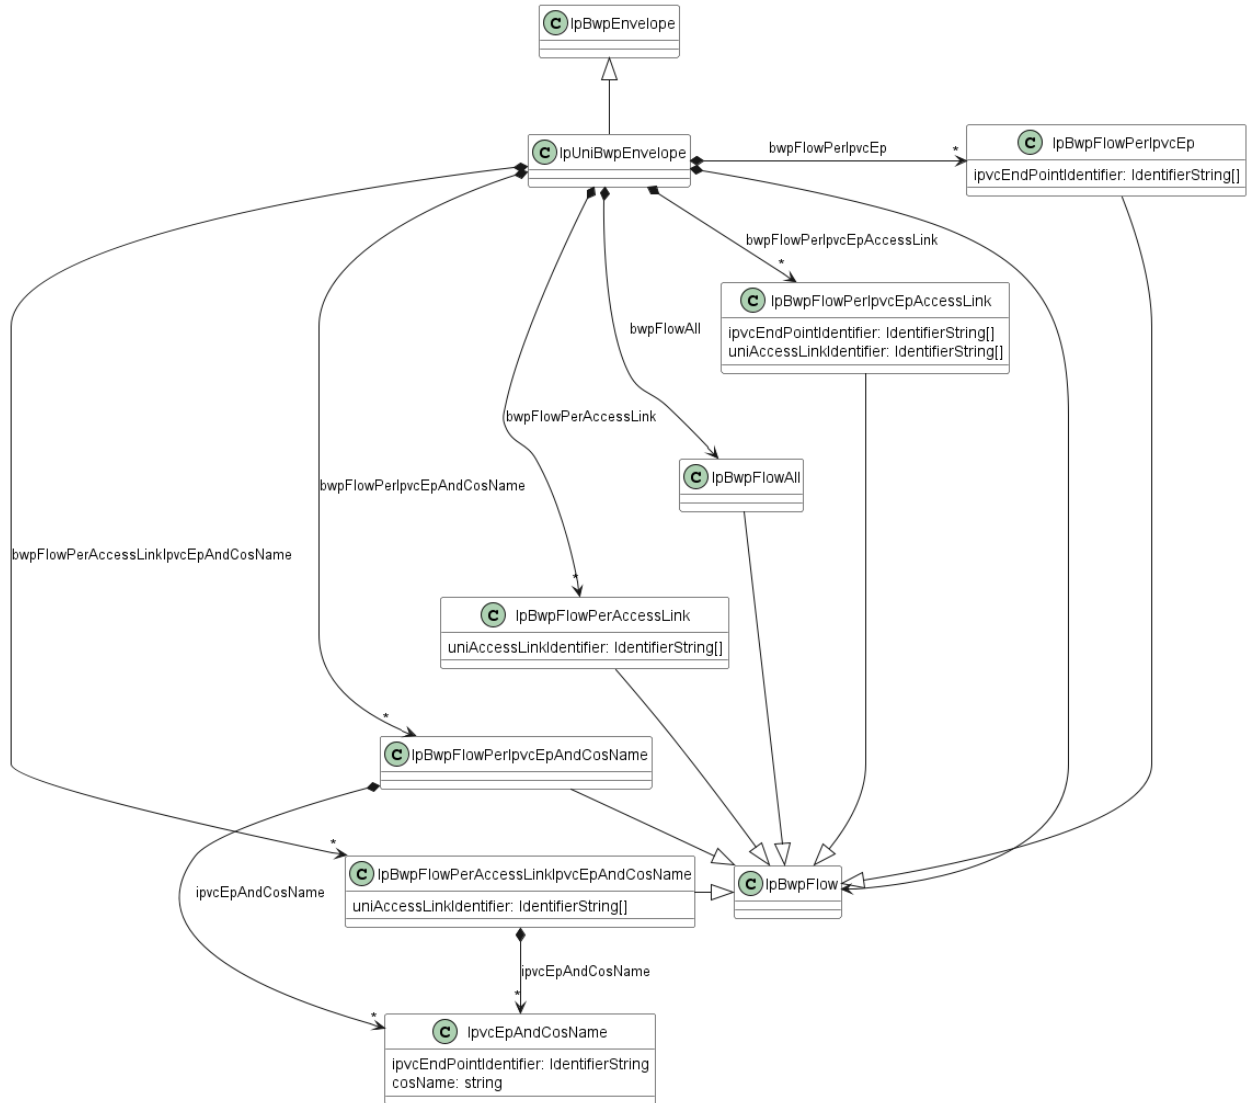 C IpBwpEnvelope
C IpUniBwpEnvelope
bwpFlowPerIpvcEp
*
C IpBwpFlowPerIpvcEp
ipvcEndPointIdentifier: IdentifierString[]
bwpFlowPerIpvcEpAccessLink
*
C IpBwpFlowPerIpvcEpAccessLink
ipvcEndPointIdentifier: IdentifierString[]
uniAccessLinkIdentifier: IdentifierString[]
bwpFlowAll
C IpBwpFlowAll
bwpFlowPerAccessLink
*
C IpBwpFlowPerAccessLink
uniAccessLinkIdentifier: IdentifierString[]
bwpFlowPerIpvcEpAndCosName
*
C IpBwpFlowPerIpvcEpAndCosName
bwpFlowPerAccessLinkIpvcEpAndCosName
*
C IpBwpFlowPerAccessLinkIpvcEpAndCosName
uniAccessLinkIdentifier: IdentifierString[]
C IpBwpFlow
ipvcEpAndCosName
*
ipvcEpAndCosName
*
C IpvcEpAndCosName
ipvcEndPointIdentifier: IdentifierString
cosName: string